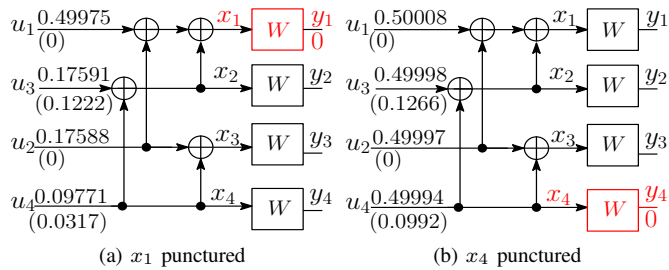 u1 0.49975 (0) x1 W y1 0
u3 0.17591 (0.1222) x2 W y2
u2 0.17588 (0) x3 W y3
u4 0.09771 (0.0317) x4 W y4
(a) x1 punctured
u1 0.50008 (0) x1 W y1
u3 0.49998 (0.1266) x2 W y2
u2 0.49997 (0) x3 W y3
u4 0.49994 (0.0992) x4 W y4 0
(b) x4 punctured